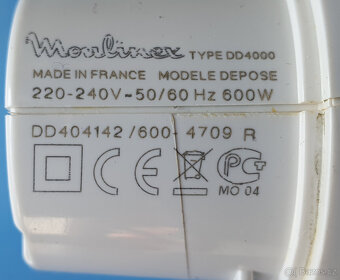 Moulinex TYPE DD4000
MADE IN FRANCE MODELE DEPOSE
220-240V~50/60 Hz 600W
DD404142/600-4709 R
CE
MO 04